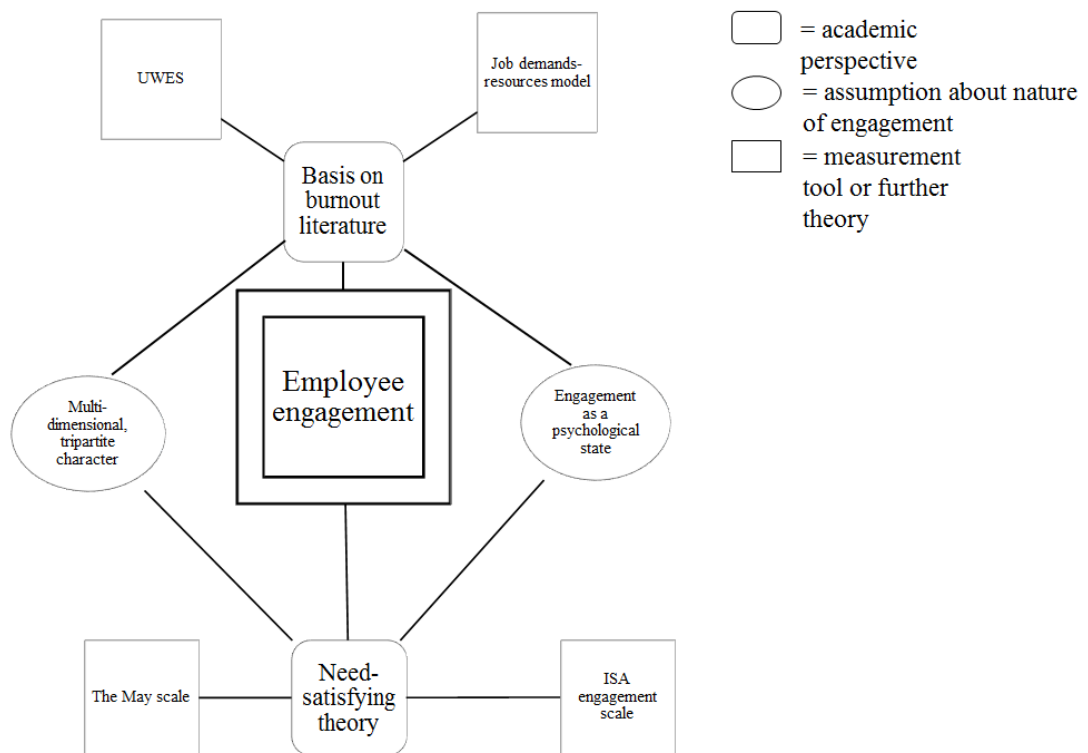 UWES
Job demands-
resources model
= academic
perspective
= assumption about nature
of engagement
= measurement
tool or further
theory
Basis on
burnout
literature
Multi-
dimensional,
tripartite
character
Employee
engagement
Engagement
as a
psychological
state
The May scale
Need-
satisfying
theory
ISA
engagement
scale